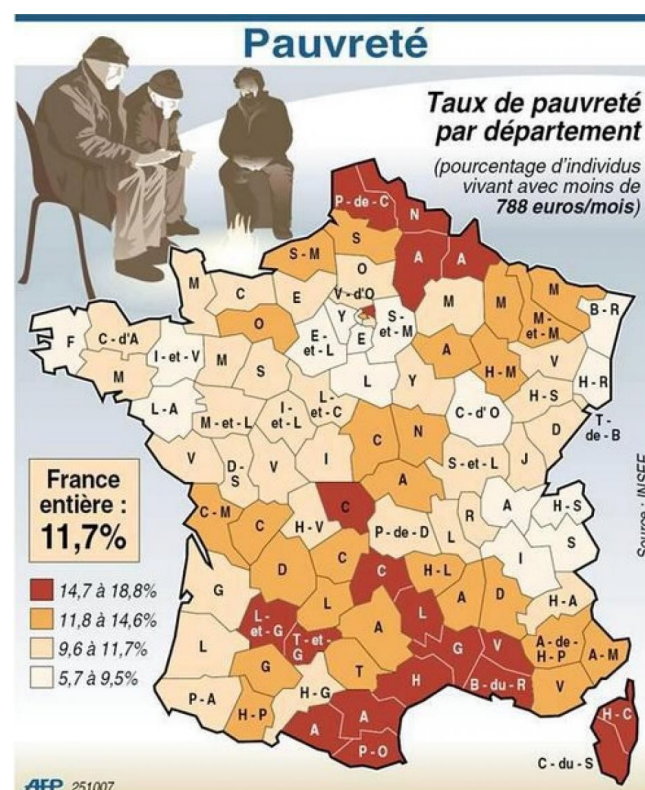 Pauvreté
Taux de pauvreté
par département
(pourcentage d'individus
vivant avec moins de
788 euros/mois)
P - de - C
N
S
S - M
A
A
O
V - d'O
M
C
E
M
M
M
B - R
Y
S -
et - M
M -
et - M
O
E -
et - L
E
F
C - d'A
I - et - V
M
S
A
H - M
V
M
L
Y
H - R
L - A
M - et - L
I -
et - L
L -
et - C
C
N
C - d' O
H - S
D
T -
de - B
V
D -
S
V
I
A
S - et - L
J
France
entière :
11,7%
C - M
C
H - V
C
P - de - D
L
R
A
H - S
S
I
14,7 à 18,8%
11,8 à 14,6%
9,6 à 11,7%
5,7 à 9,5%
G
D
C
C
H - L
A
D
H - A
L
L -
et - G
T - et -
G
L
A
L
G
V
A - de -
H - P
A - M
G
T
P - A
H - P
H - G
H
B - du - R
V
A
A
P - O
H - C
C - du - S
Source : INSEE
AFP 251007